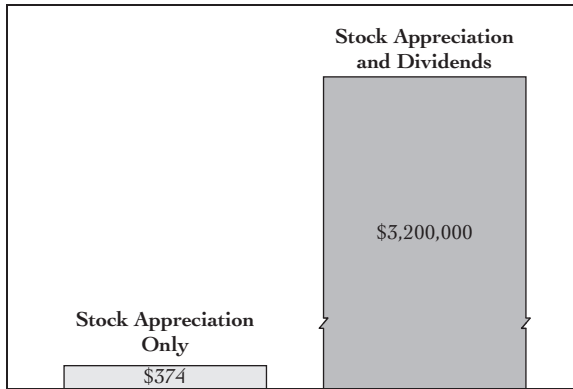 Stock Appreciation
and Dividends
$3,200,000
Stock Appreciation
Only
$374